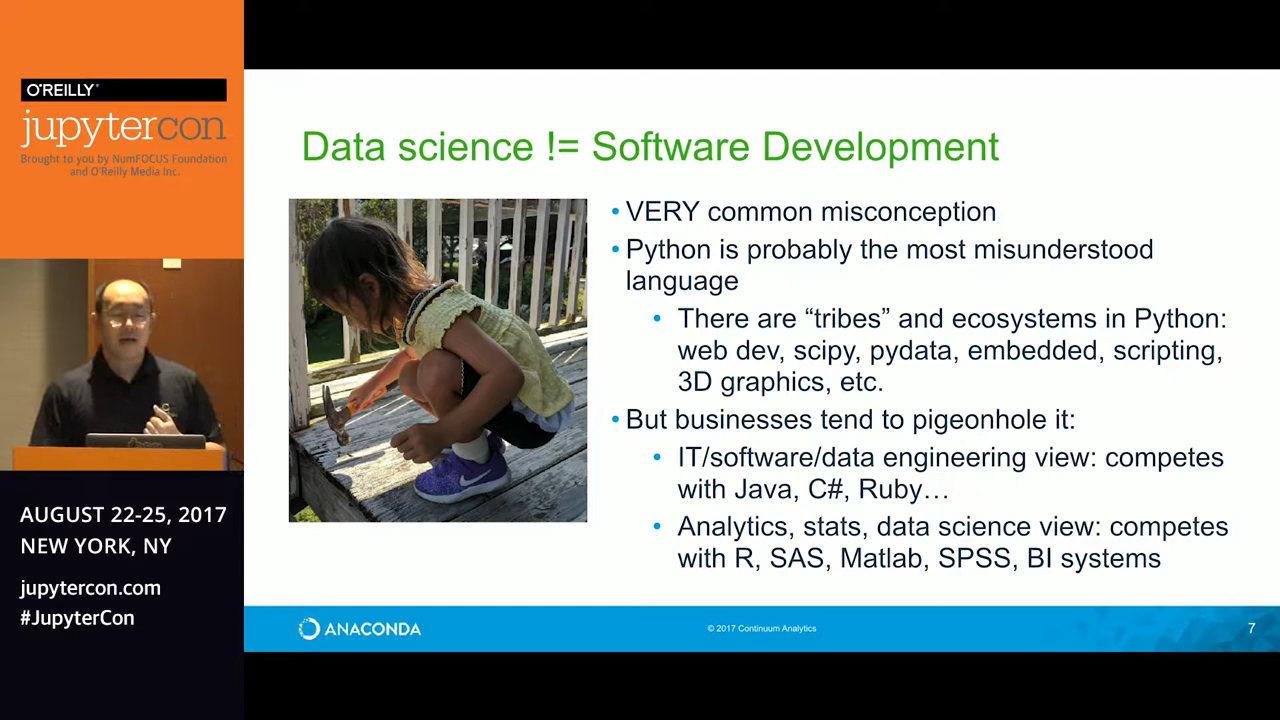 O'REILLY®
jupytercon
Brought to you by NumFOCUS Foundation
and O'Reilly Media Inc.
AUGUST 22-25, 2017
NEW YORK, NY
jupytercon.com
#JupyterCon
Data science != Software Development
• VERY common misconception
• Python is probably the most misunderstood
language
• There are “tribes” and ecosystems in Python:
web dev, scipy, pydata, embedded, scripting,
3D graphics, etc.
• But businesses tend to pigeonhole it:
• IT/software/data engineering view: competes
with Java, C#, Ruby…
• Analytics, stats, data science view: competes
with R, SAS, Matlab, SPSS, BI systems
ANACONDA
© 2017 Continuum Analytics
7